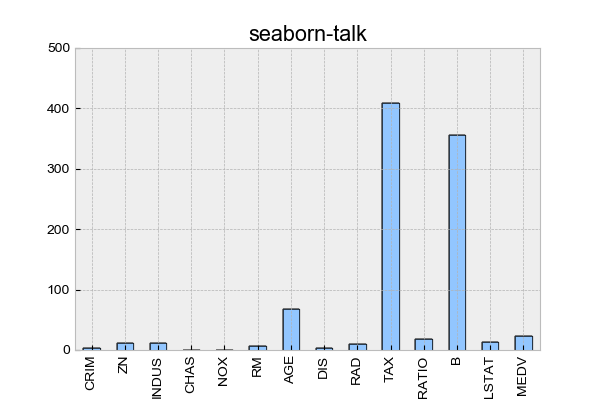 seaborn-talk
500
400
300
200
100
0
CRIM
ZN
INDUS
CHAS
NOX
RM
AGE
DIS
RAD
TAX
RATIO
B
LSTAT
MEDV